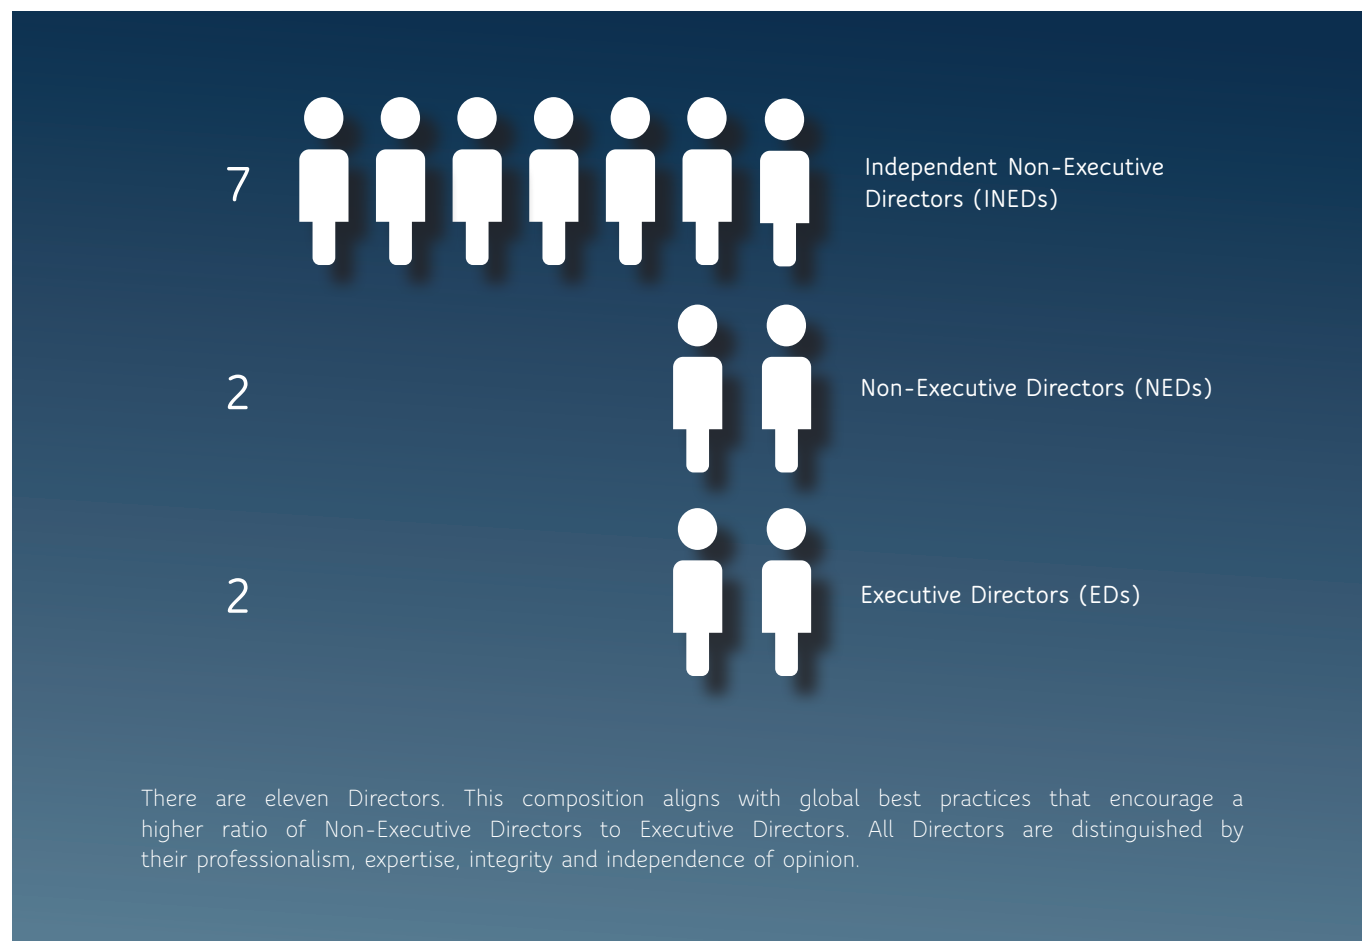 7
Independent Non-Executive
Directors (INEDs)
2
Non-Executive Directors (NEDs)
2
Executive Directors (EDs)
There are eleven Directors. This composition aligns with global best practices that encourage a
higher ratio of Non-Executive Directors to Executive Directors. All Directors are distinguished by
their professionalism, expertise, integrity and independence of opinion.